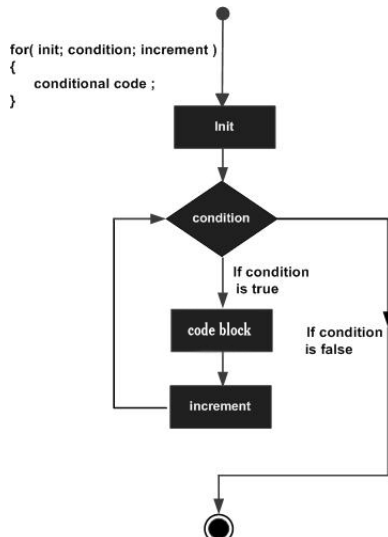 for( init; condition; increment )
{
conditional code ;
}
Init
condition
If condition
is true
code block
If condition
is false
increment